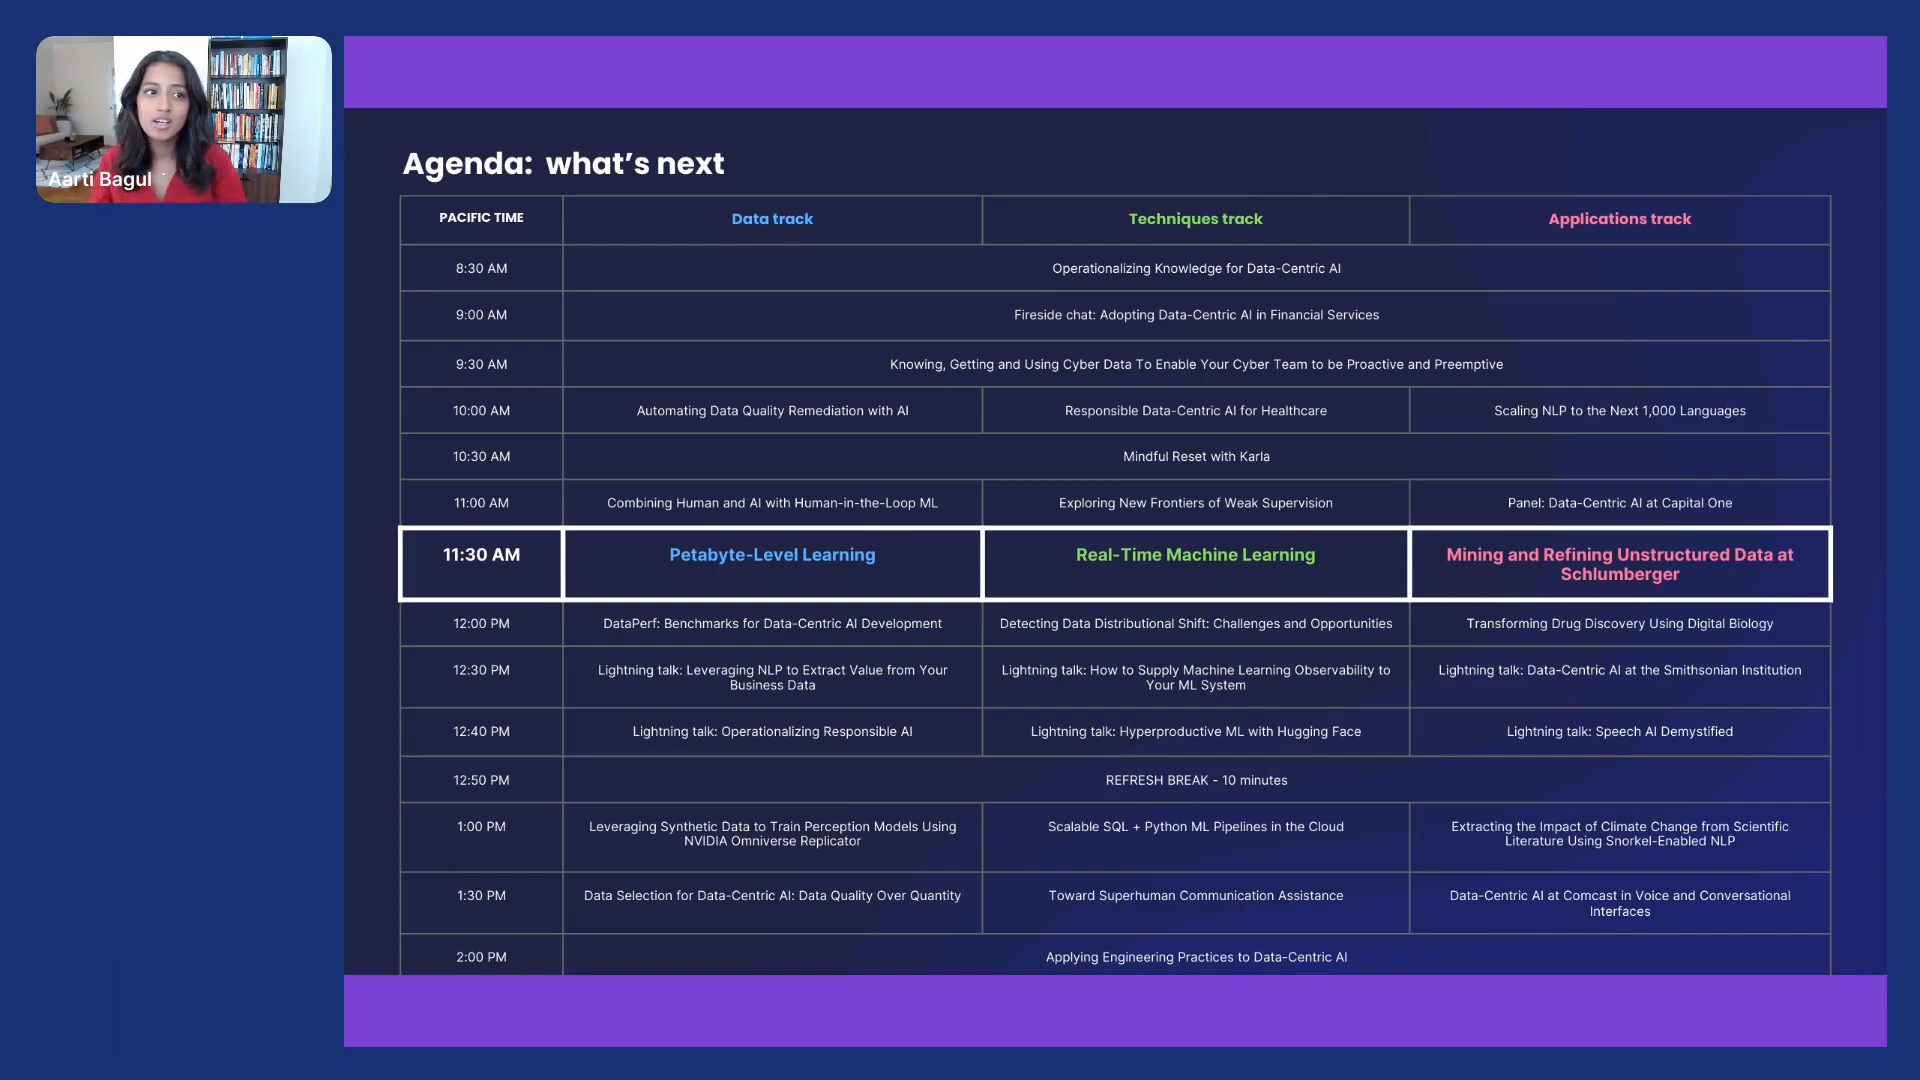 Aarti Bagul
Agenda: what's next
PACIFIC TIME
Data track
Techniques track
Applications track
8:30 AM
Operationalizing Knowledge for Data-Centric AI
9:00 AM
Fireside chat: Adopting Data-Centric AI in Financial Services
9:30 AM
Knowing, Getting and Using Cyber Data To Enable Your Cyber Team to be Proactive and Preemptive
10:00 AM
Automating Data Quality Remediation with AI
Responsible Data-Centric AI for Healthcare
Scaling NLP to the Next 1,000 Languages
10:30 AM
Mindful Reset with Karla
11:00 AM
Combining Human and AI with Human-in-the-Loop ML
Exploring New Frontiers of Weak Supervision
Panel: Data-Centric AI at Capital One
11:30 AM
Petabyte-Level Learning
Real-Time Machine Learning
Mining and Refining Unstructured Data at
Schlumberger
12:00 PM
DataPerf: Benchmarks for Data-Centric AI Development
Detecting Data Distributional Shift: Challenges and Opportunities
Transforming Drug Discovery Using Digital Biology
12:30 PM
Lightning talk: Leveraging NLP to Extract Value from Your
Business Data
Lightning talk: How to Supply Machine Learning Observability to
Your ML System
Lightning talk: Data-Centric AI at the Smithsonian Institution
12:40 PM
Lightning talk: Operationalizing Responsible AI
Lightning talk: Hyperproductive ML with Hugging Face
Lightning talk: Speech AI Demystified
12:50 PM
REFRESH BREAK - 10 minutes
1:00 PM
Leveraging Synthetic Data to Train Perception Models Using
NVIDIA Omniverse Replicator
Scalable SQL + Python ML Pipelines in the Cloud
Extracting the Impact of Climate Change from Scientific
Literature Using Snorkel-Enabled NLP
1:30 PM
Data Selection for Data-Centric AI: Data Quality Over Quantity
Toward Superhuman Communication Assistance
Data-Centric AI at Comcast in Voice and Conversational
Interfaces
2:00 PM
Applying Engineering Practices to Data-Centric AI